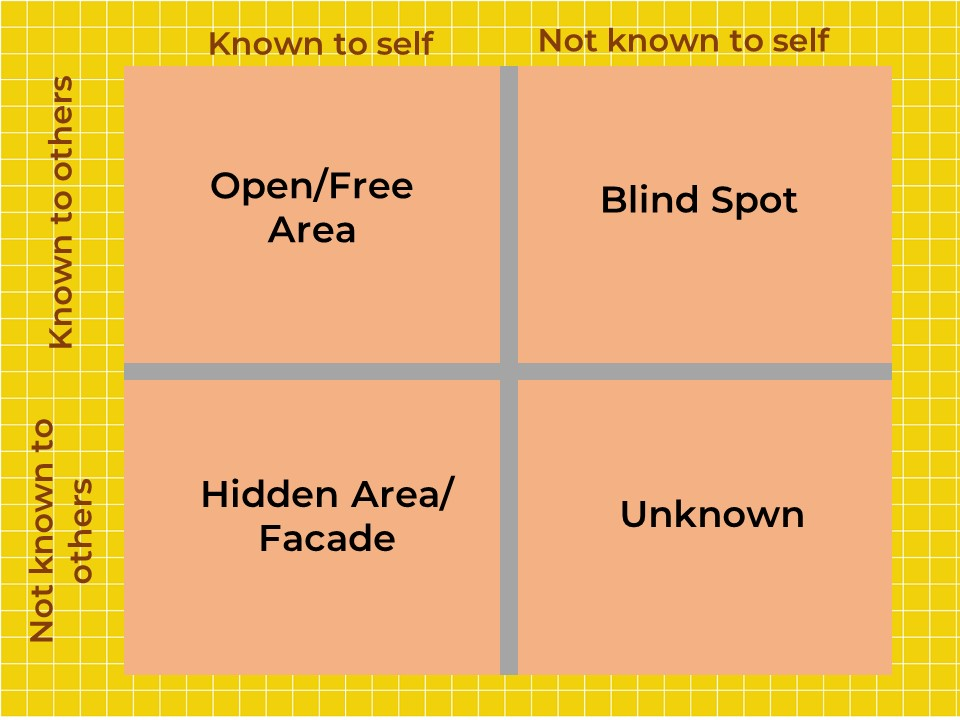 Known to self
Not known to self
Known to others
Open/Free
Area
Blind Spot
Not known to
others
Hidden Area/
Facade
Unknown